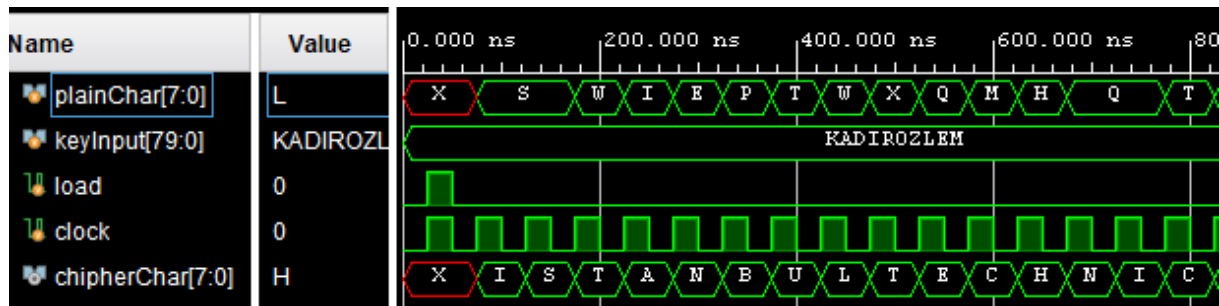 Name Value 0.000 ns 200.000 ns 400.000 ns 600.000 ns 80
plainChar[7:0] L X S W I E P T W X Q M H Q T
keyInput[79:0] KADIROZL KADIROZLEM
load 0
clock 0
chipherChar[7:0] H X I S T A N B U L T E C H N I C